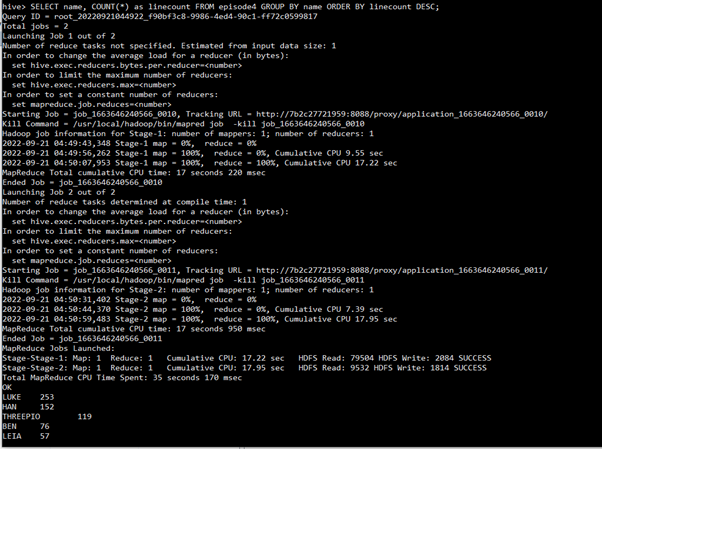 hive> SELECT name, COUNT(*) as linecount FROM episode4 GROUP BY name ORDER BY linecount DESC;
Query ID = root_20220921044922_f90bf3c8-9986-4ed4-90c1-ff72c0599817
Total jobs = 2
Launching Job 1 out of 2
Number of reduce tasks not specified. Estimated from input data size: 1
In order to change the average load for a reducer (in bytes):
  set hive.exec.reducers.bytes.per.reducer=<number>
In order to limit the maximum number of reducers:
  set hive.exec.reducers.max=<number>
In order to set a constant number of reducers:
  set mapreduce.job.reduces=<number>
Starting Job = job_1663646240566_0010, Tracking URL = http://7b2c27721959:8088/proxy/application_1663646240566_0010/
Kill Command = /usr/local/hadoop/bin/mapred job  -kill job_1663646240566_0010
Hadoop job information for Stage-1: number of mappers: 1; number of reducers: 1
2022-09-21 04:49:43,348 Stage-1 map = 0%,  reduce = 0%
2022-09-21 04:49:56,262 Stage-1 map = 100%,  reduce = 0%, Cumulative CPU 9.55 sec
2022-09-21 04:50:07,953 Stage-1 map = 100%,  reduce = 100%, Cumulative CPU 17.22 sec
MapReduce Total cumulative CPU time: 17 seconds 220 msec
Ended Job = job_1663646240566_0010
Launching Job 2 out of 2
Number of reduce tasks determined at compile time: 1
In order to change the average load for a reducer (in bytes):
  set hive.exec.reducers.bytes.per.reducer=<number>
In order to limit the maximum number of reducers:
  set hive.exec.reducers.max=<number>
In order to set a constant number of reducers:
  set mapreduce.job.reduces=<number>
Starting Job = job_1663646240566_0011, Tracking URL = http://7b2c27721959:8088/proxy/application_1663646240566_0011/
Kill Command = /usr/local/hadoop/bin/mapred job  -kill job_1663646240566_0011
Hadoop job information for Stage-2: number of mappers: 1; number of reducers: 1
2022-09-21 04:50:31,402 Stage-2 map = 0%,  reduce = 0%
2022-09-21 04:50:44,370 Stage-2 map = 100%,  reduce = 0%, Cumulative CPU 7.39 sec
2022-09-21 04:50:59,483 Stage-2 map = 100%,  reduce = 100%, Cumulative CPU 17.95 sec
MapReduce Total cumulative CPU time: 17 seconds 950 msec
Ended Job = job_1663646240566_0011
MapReduce Jobs Launched:
Stage-Stage-1: Map: 1  Reduce: 1   Cumulative CPU: 17.22 sec   HDFS Read: 79504 HDFS Write: 2084 SUCCESS
Stage-Stage-2: Map: 1  Reduce: 1   Cumulative CPU: 17.95 sec   HDFS Read: 9532 HDFS Write: 1814 SUCCESS
Total MapReduce CPU Time Spent: 35 seconds 170 msec
OK
LUKE    253
HAN     152
THREEPIO        119
BEN     76
LEIA    57